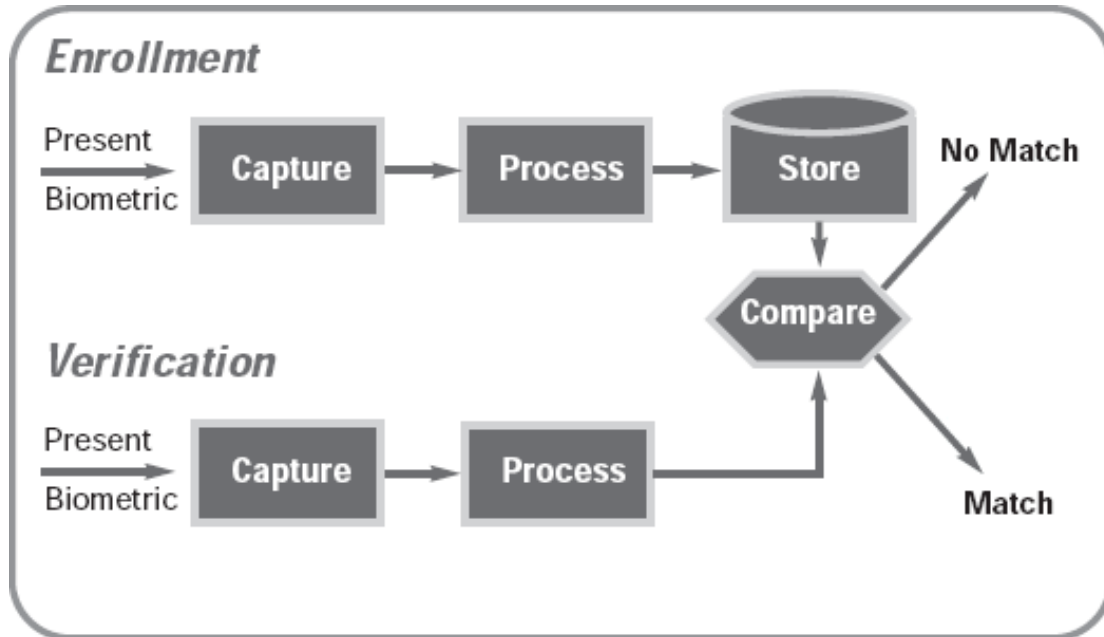 Enrollment
Present
Biometric
Capture
Process
Store
No Match
Compare
Verification
Present
Biometric
Capture
Process
Match